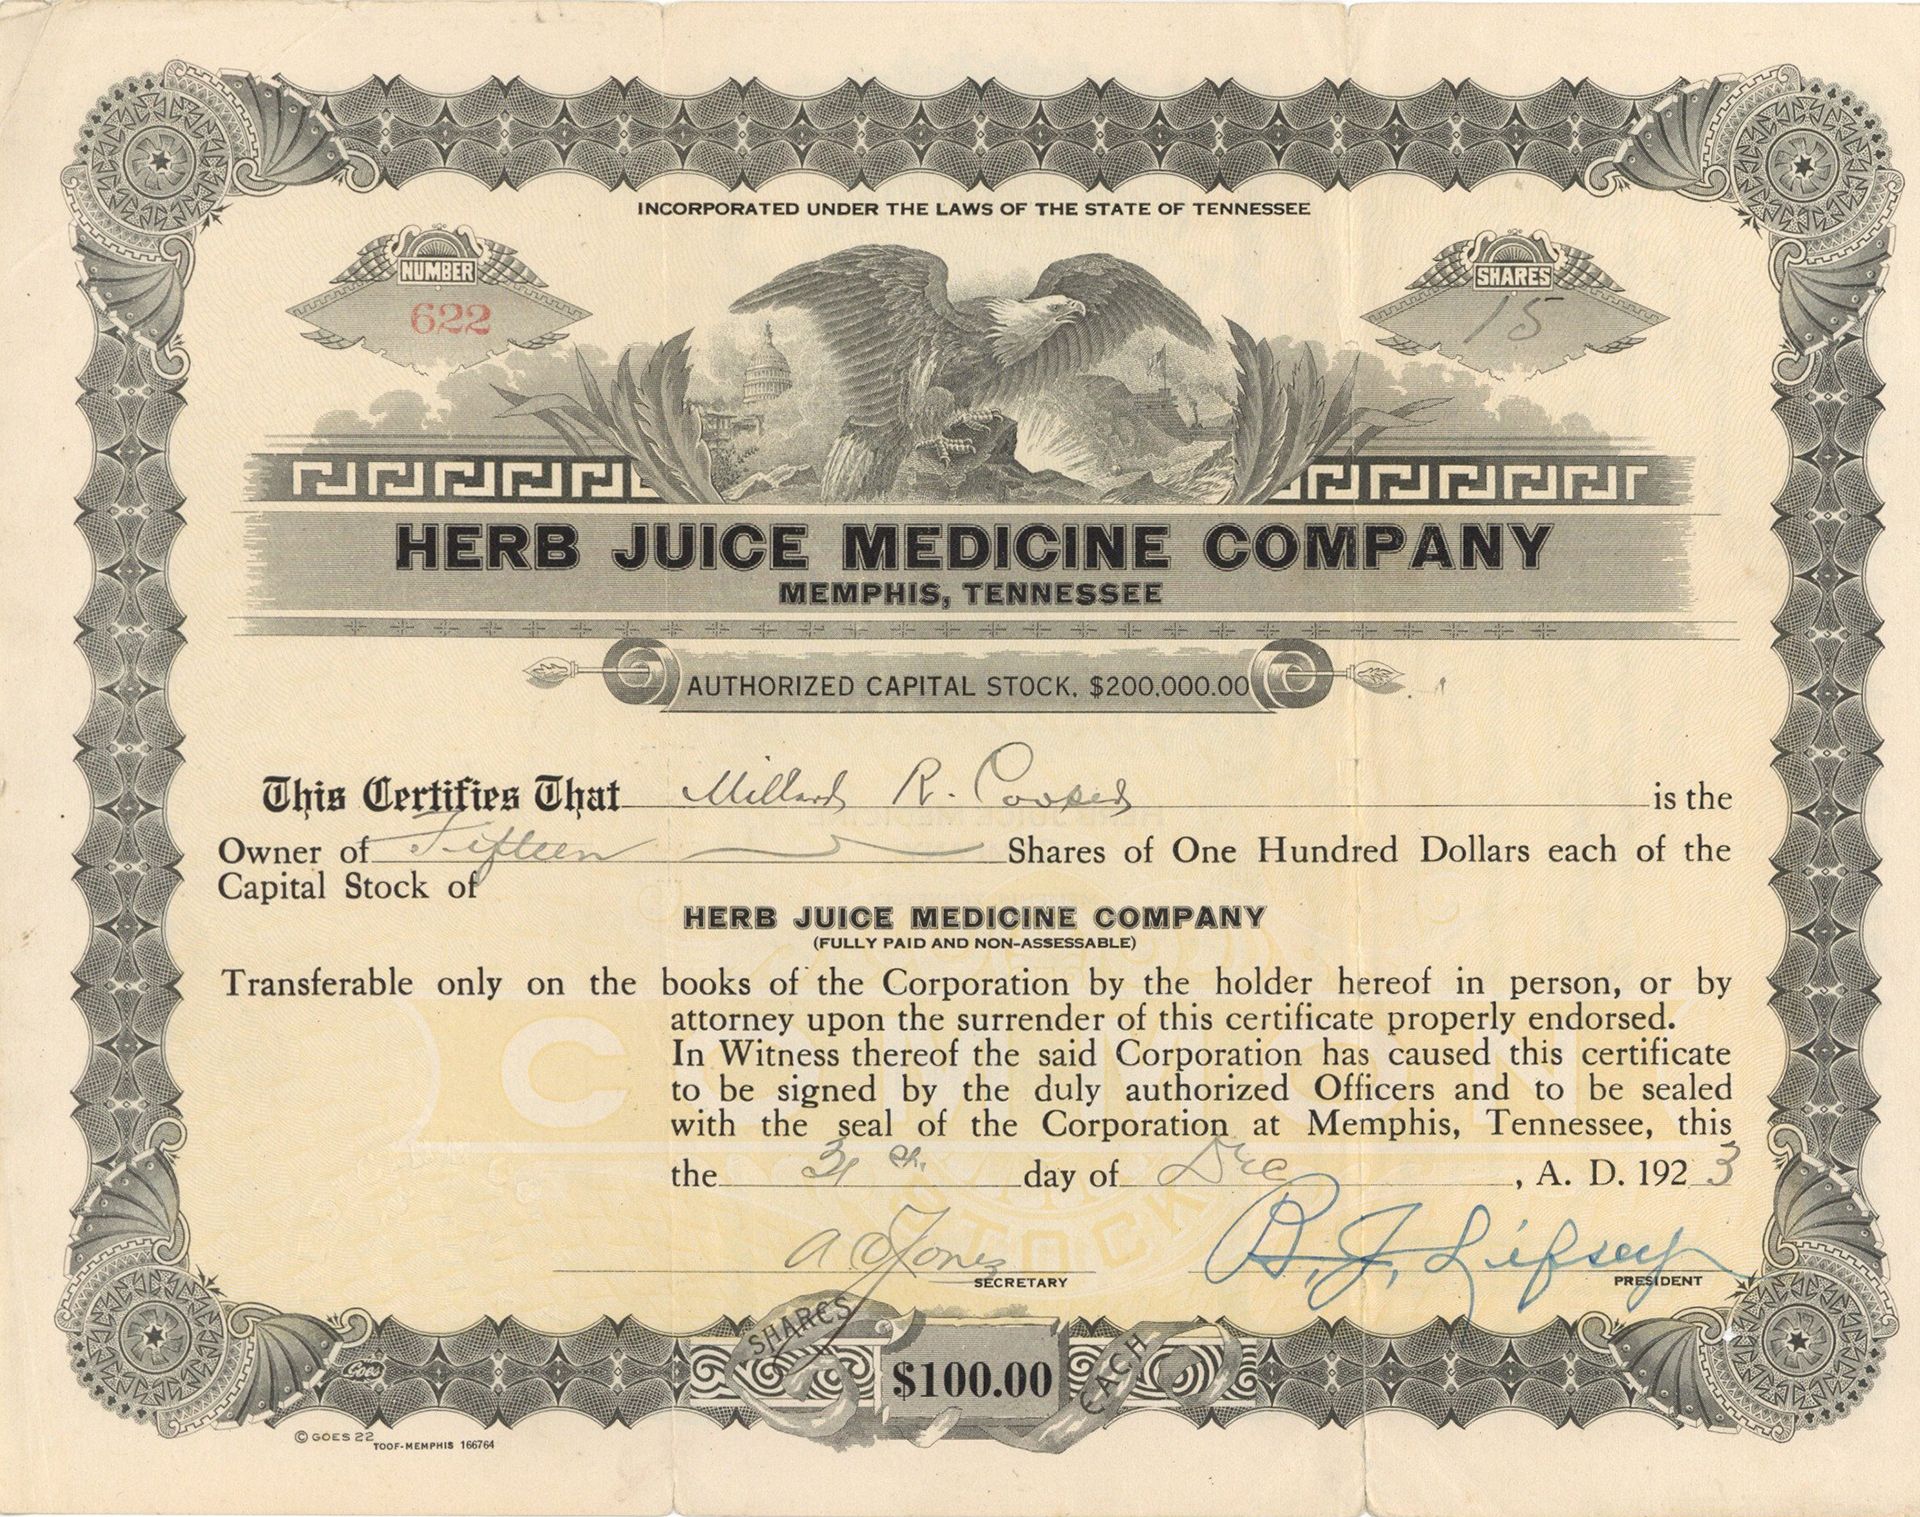 INCORPORATED UNDER THE LAWS OF THE STATE OF TENNESSEE
NUMBER
622
SHARES
15
HERB JUICE MEDICINE COMPANY
MEMPHIS, TENNESSEE
AUTHORIZED CAPITAL STOCK, $200,000.00
This Certifies That Millard R. Cooper is the
Owner of Fifteen Shares of One Hundred Dollars each of the
Capital Stock of
HERB JUICE MEDICINE COMPANY
(FULLY PAID AND NON-ASSESSABLE)
Transferable only on the books of the Corporation by the holder hereof in person, or by
attorney upon the surrender of this certificate properly endorsed.
In Witness thereof the said Corporation has caused this certificate
to be signed by the duly authorized Officers and to be sealed
with the seal of the Corporation at Memphis, Tennessee, this
the 31 day of Dec, A. D. 1923
A C Jones SECRETARY
B. J. Lifsey PRESIDENT
SHARES
$100.00
EACH
Goes
© GOES 22
TOOF-MEMPHIS 166764